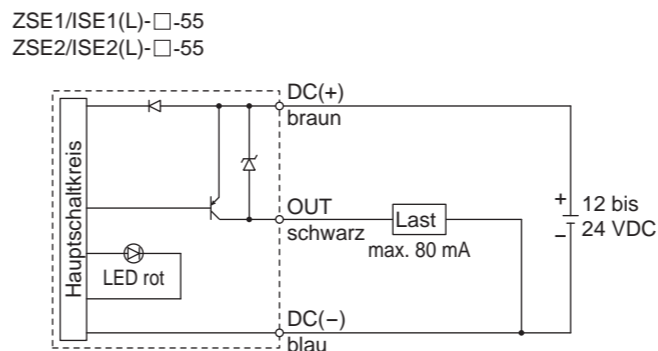 ZSE1/ISE1(L)-□-55
ZSE2/ISE2(L)-□-55
DC(+)
braun
Hauptschaltkreis
OUT
schwarz
Last
max. 80 mA
+
12 bis
−
24 VDC
LED rot
DC(−)
blau